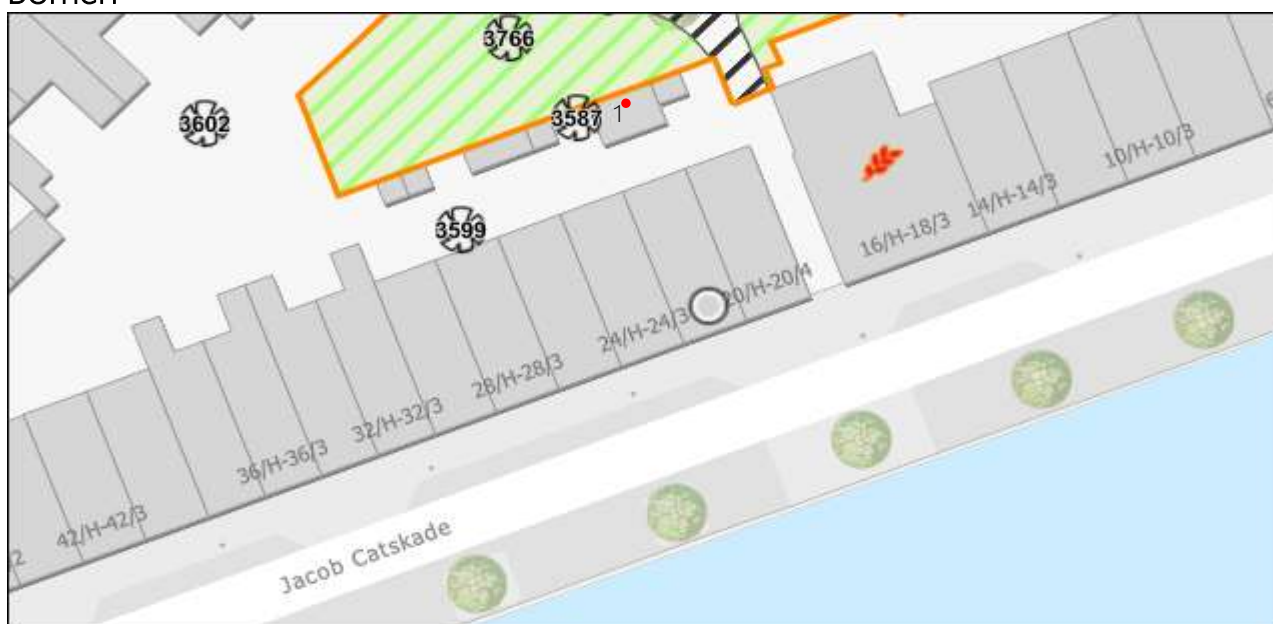 Bomen
3766
3602
3587
1
3599
10/H-10/3
14/H-14/3
16/H-18/3
20/H-20/4
24/H-24/3
28/H-28/3
32/H-32/3
36/H-36/3
42/H-42/3
Jacob Catskade